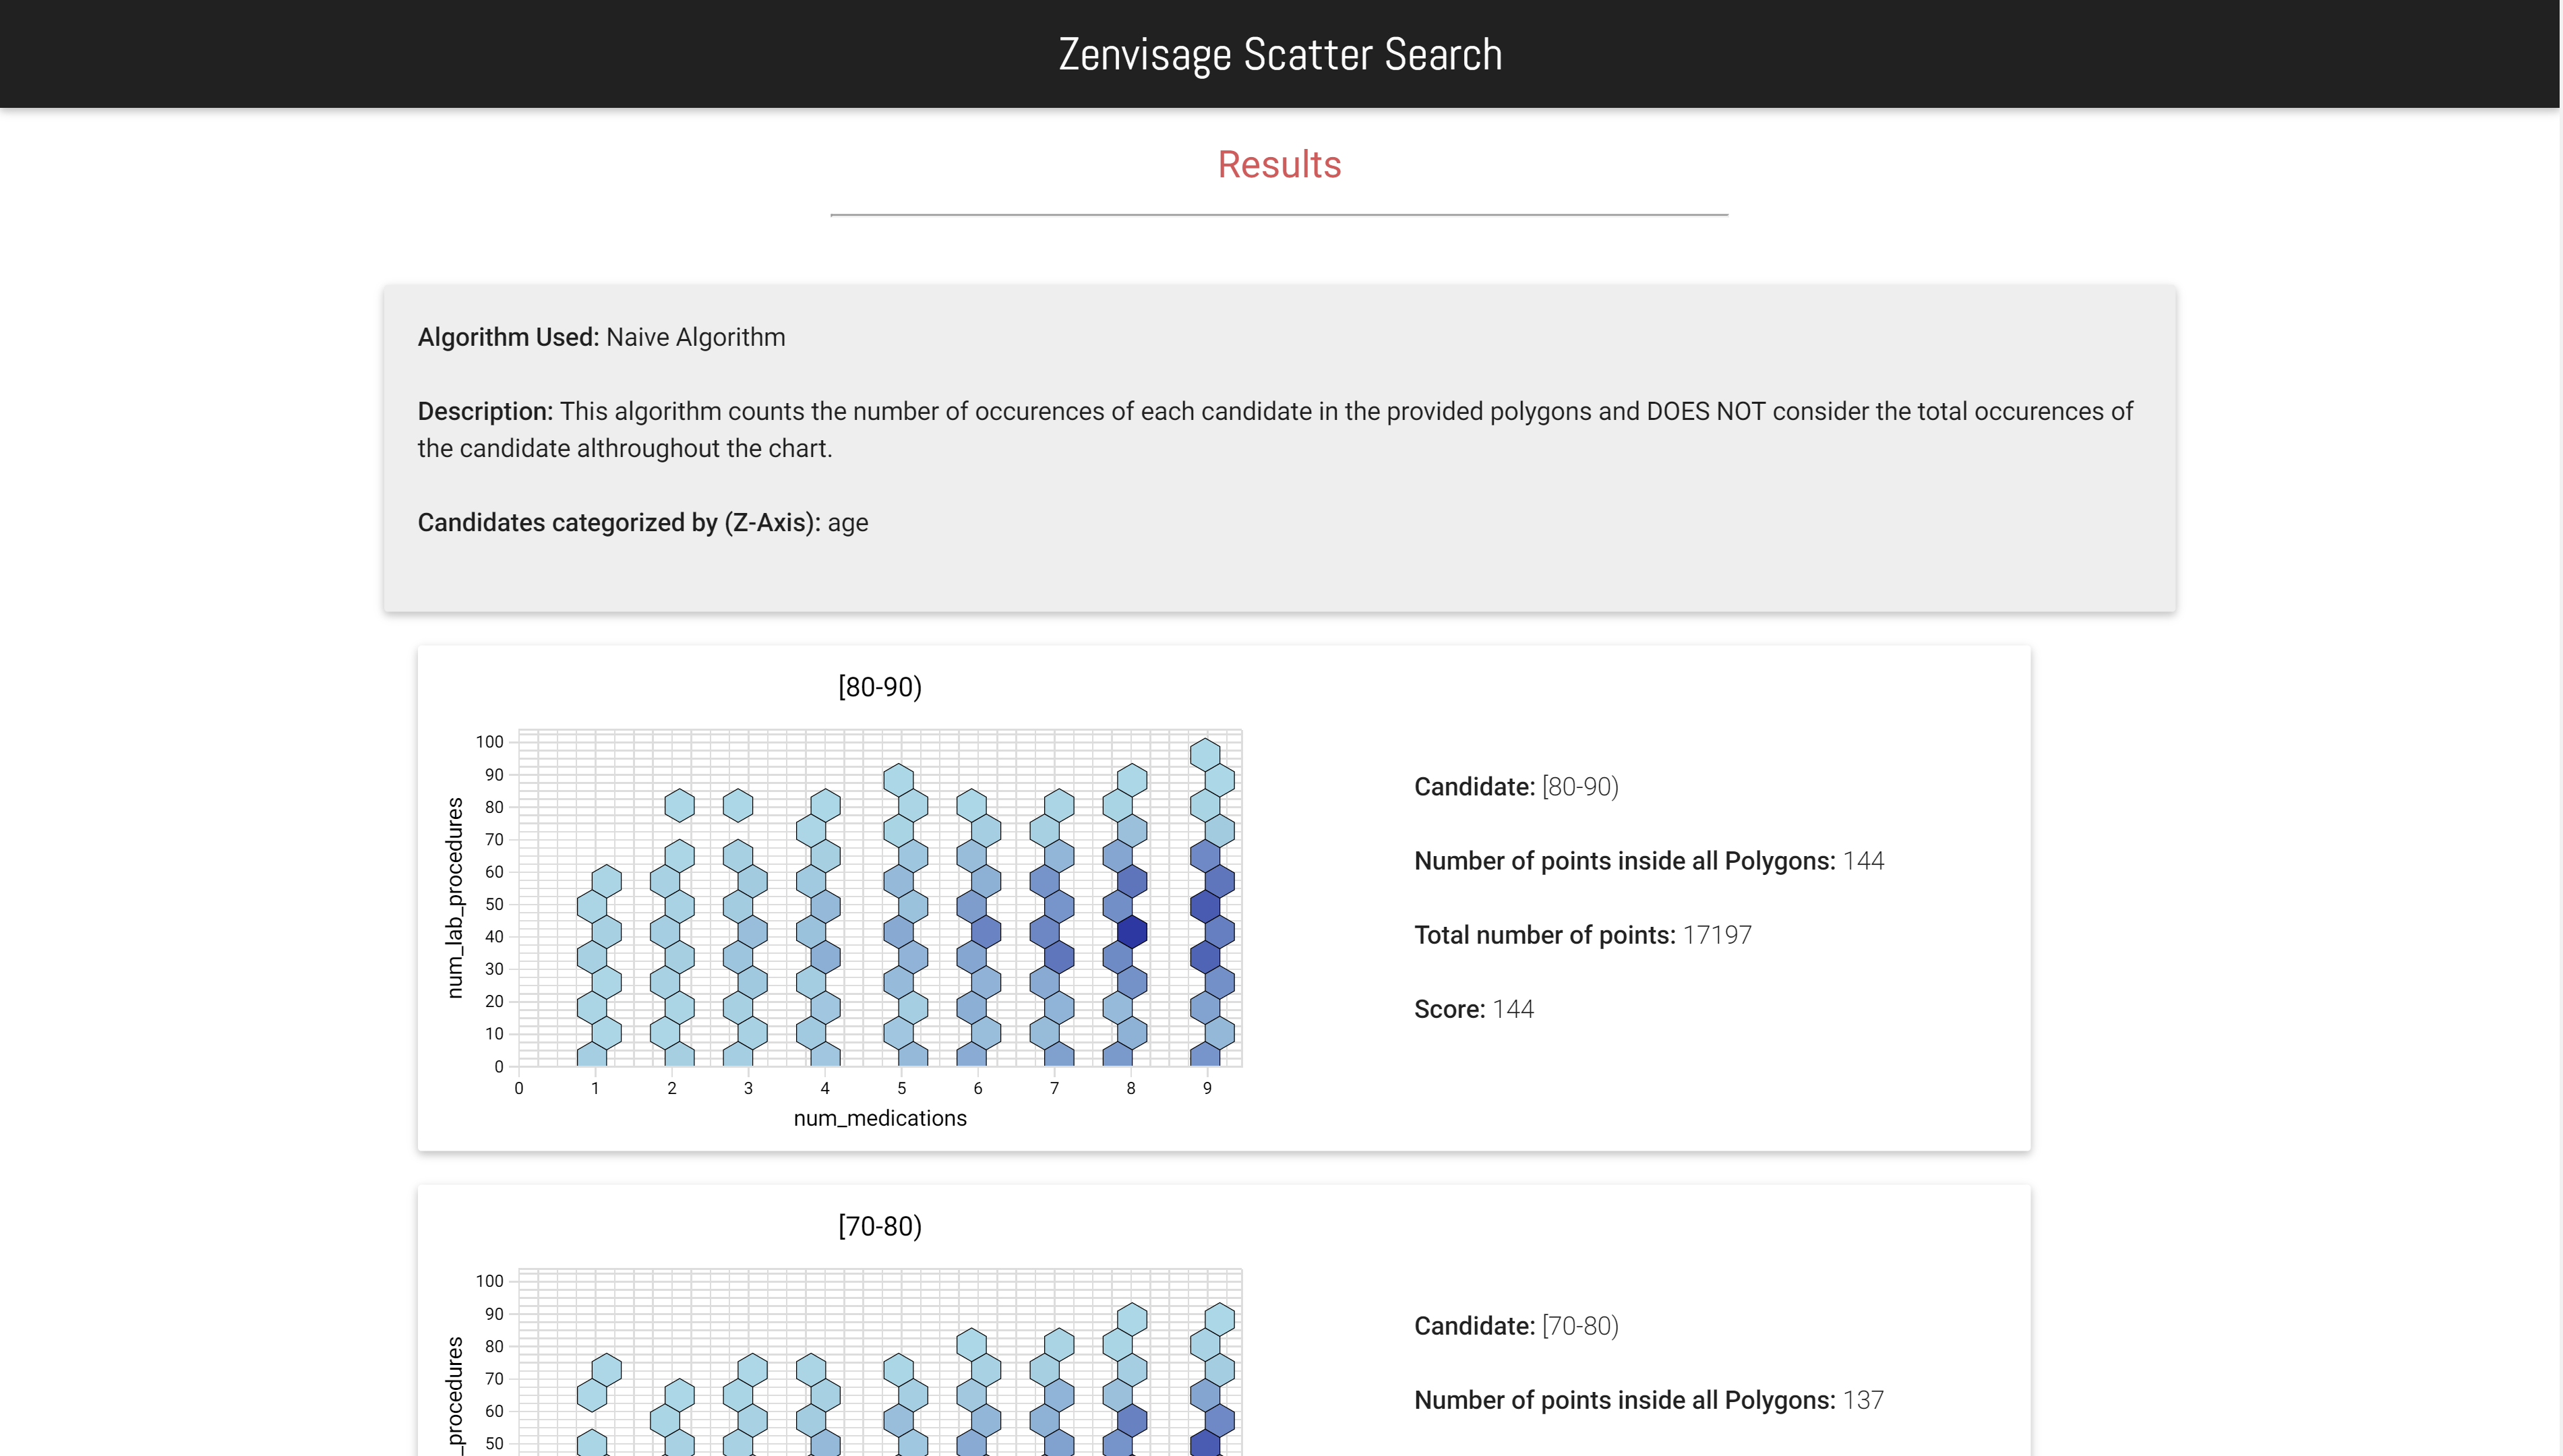 Zenvisage Scatter Search
Results
Algorithm Used: Naive Algorithm
Description: This algorithm counts the number of occurences of each candidate in the provided polygons and DOES NOT consider the total occurences of
the candidate althroughout the chart.
Candidates categorized by (Z-Axis): age
[80-90)
100
90
80
70
60
50
40
30
20
10
0
num_lab_procedures
0 1 2 3 4 5 6 7 8 9
num_medications
Candidate: [80-90)
Number of points inside all Polygons: 144
Total number of points: 17197
Score: 144
[70-80)
100
90
80
70
60
50
_procedures
Candidate: [70-80)
Number of points inside all Polygons: 137